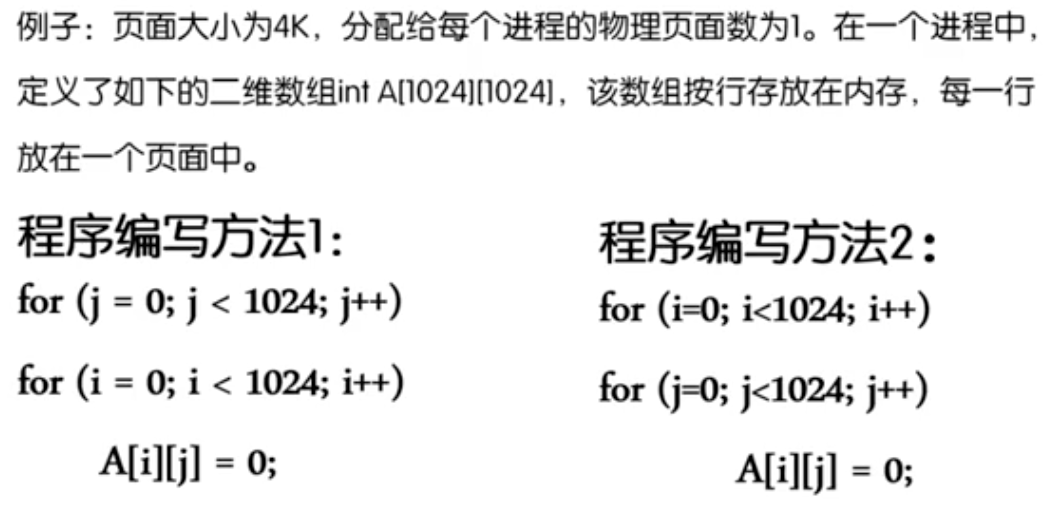 例子：页面大小为4K，分配给每个进程的物理页面数为1。在一个进程中，
定义了如下的二维数组int A[1024][1024]，该数组按行存放在内存，每一行
放在一个页面中。
程序编写方法1：
for (j = 0; j < 1024; j++)
for (i = 0; i < 1024; i++)
A[i][j] = 0;
程序编写方法2：
for (i=0; i<1024; i++)
for (j=0; j<1024; j++)
A[i][j] = 0;